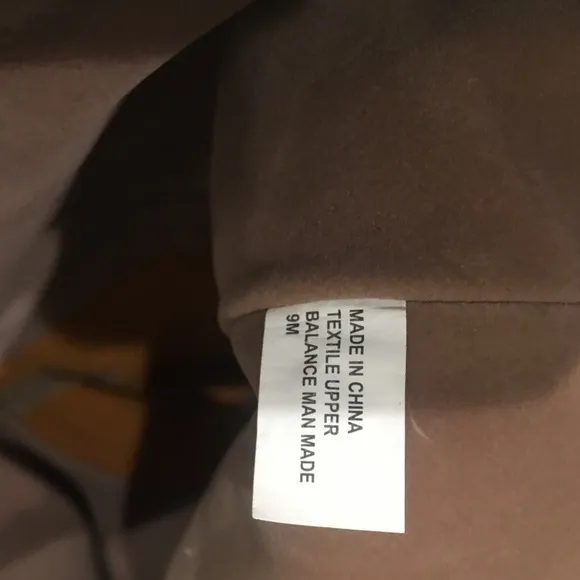 MADE IN CHINA
TEXTILE UPPER
BALANCE MAN MADE
9M